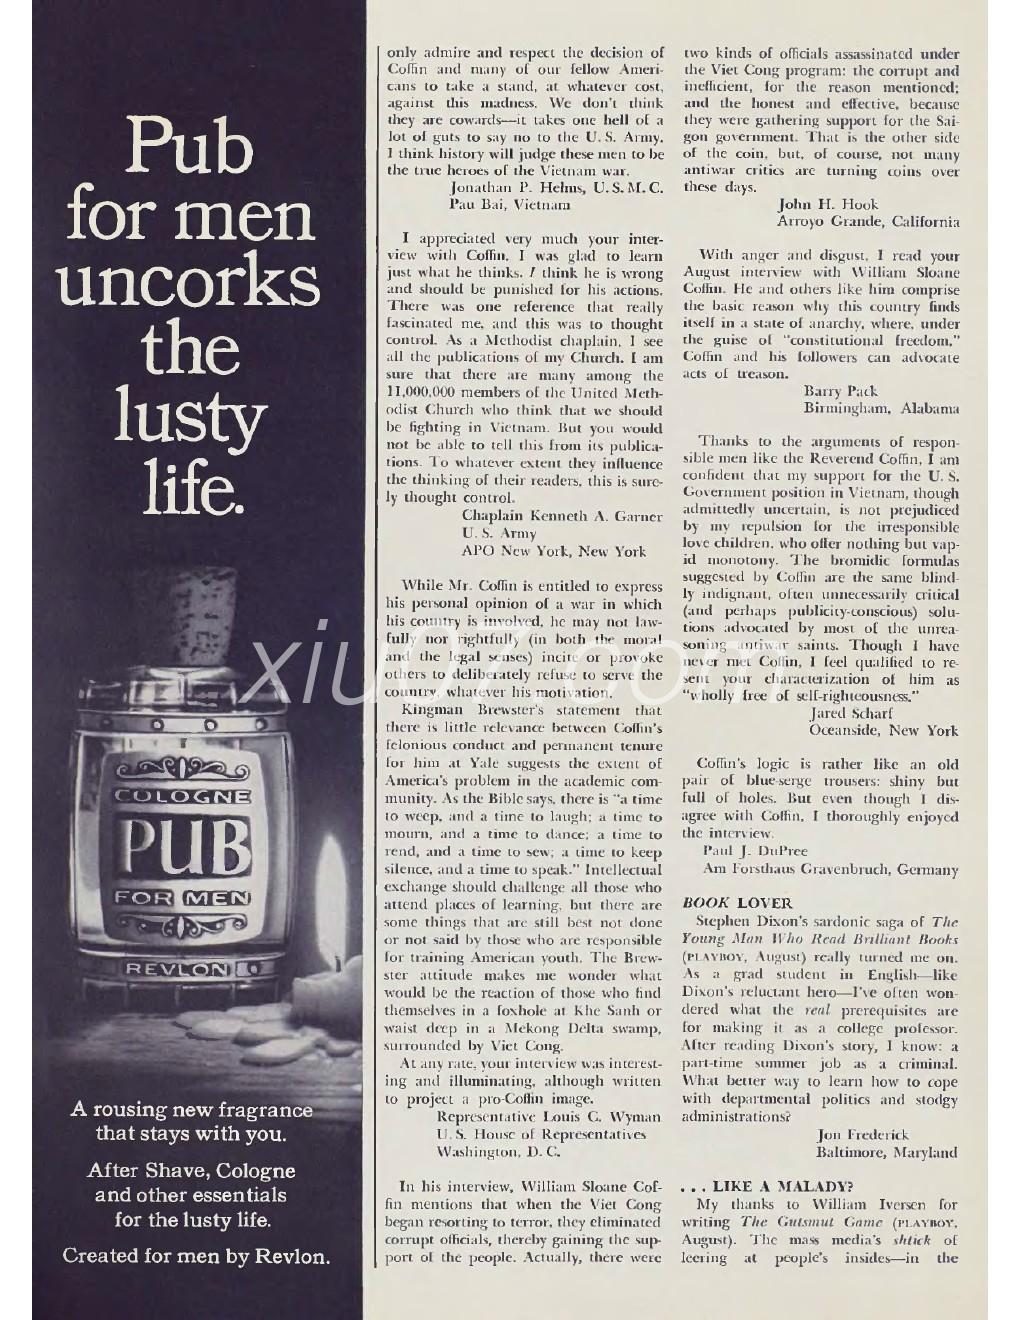 Pub
for men
uncorks
the
lusty
life.
COLOGNE
PUB
FOR MEN
REVLON
A rousing new fragrance
that stays with you.
After Shave, Cologne
and other essentials
for the lusty life.
Created for men by Revlon.
only admire and respect the decision of
Coffin and many of our fellow Ameri-
cans to take a stand, at whatever cost,
against this madness. We don't think
they are cowards—it takes one hell of a
lot of guts to say no to the U. S. Army.
I think history will judge these men to be
the true heroes of the Vietnam war.
Jonathan P. Helms, U. S. M. C.
Pau Bai, Vietnam
I appreciated very much your inter-
view with Coffin. I was glad to learn
just what he thinks. I think he is wrong
and should be punished for his actions.
There was one reference that really
fascinated me, and this was to thought
control. As a Methodist chaplain, I see
all the publications of my Church. I am
sure that there are many among the
11,000,000 members of the United Meth-
odist Church who think that we should
be fighting in Vietnam. But you would
not be able to tell this from its publica-
tions. To whatever extent they influence
the thinking of their readers, this is sure-
ly thought control.
Chaplain Kenneth A. Garner
U. S. Army
APO New York, New York
While Mr. Coffin is entitled to express
his personal opinion of a war in which
his country is involved, he may not law-
fully nor rightfully (in both the moral
and the legal senses) incite or provoke
others to deliberately refuse to serve the
country, whatever his motivation.
Kingman Brewster's statement that
there is little relevance between Coffin's
felonious conduct and permanent tenure
for him at Yale suggests the extent of
America's problem in the academic com-
munity. As the Bible says, there is "a time
to weep, and a time to laugh; a time to
mourn, and a time to dance; a time to
rend, and a time to sew; a time to keep
silence, and a time to speak." Intellectual
exchange should challenge all those who
attend places of learning, but there are
some things that are still best not done
or not said by those who are responsible
for training American youth. The Brew-
ster attitude makes me wonder what
would be the reaction of those who find
themselves in a foxhole at Khe Sanh or
waist deep in a Mekong Delta swamp,
surrounded by Viet Cong.
At any rate, your interview was interest-
ing and illuminating, although written
to project a pro-Coffin image.
Representative Louis C. Wyman
U. S. House of Representatives
Washington, D. C.
In his interview, William Sloane Cof-
fin mentions that when the Viet Cong
began resorting to terror, they eliminated
corrupt officials, thereby gaining the sup-
port of the people. Actually, there were
two kinds of officials assassinated under
the Viet Cong program: the corrupt and
inefficient, for the reason mentioned;
and the honest and effective, because
they were gathering support for the Sai-
gon government. That is the other side
of the coin, but, of course, not many
antiwar critics are turning coins over
these days.
John H. Hook
Arroyo Grande, California
With anger and disgust, I read your
August interview with William Sloane
Coffin. He and others like him comprise
the basic reason why this country finds
itself in a state of anarchy, where, under
the guise of "constitutional freedom,"
Coffin and his followers can advocate
acts of treason.
Barry Pack
Birmingham, Alabama
Thanks to the arguments of respon-
sible men like the Reverend Coffin, I am
confident that my support for the U. S.
Government position in Vietnam, though
admittedly uncertain, is not prejudiced
by my repulsion for the irresponsible
love children, who offer nothing but vap-
id monotony. The bromidic formulas
suggested by Coffin are the same blind-
ly indignant, often unnecessarily critical
(and perhaps publicity-conscious) solu-
tions advocated by most of the unrea-
soning antiwar saints. Though I have
never met Coffin, I feel qualified to re-
sent your characterization of him as
"wholly free of self-righteousness."
Jared Scharf
Oceanside, New York
Coffin's logic is rather like an old
pair of blue-serge trousers: shiny but
full of holes. But even though I dis-
agree with Coffin, I thoroughly enjoyed
the interview.
Paul J. DuPree
Am Forsthaus Gravenbruch, Germany
BOOK LOVER
Stephen Dixon's sardonic saga of The
Young Man Who Read Brilliant Books
(PLAYBOY, August) really turned me on.
As a grad student in English—like
Dixon's reluctant hero—I've often won-
dered what the real prerequisites are
for making it as a college professor.
After reading Dixon's story, I know: a
part-time summer job as a criminal.
What better way to learn how to cope
with departmental politics and stodgy
administrations?
Jon Frederick
Baltimore, Maryland
. . . LIKE A MALADY?
My thanks to William Iversen for
writing The Gutsmut Game (PLAYBOY,
August). The mass media's shtick of
leering at people's insides—in the